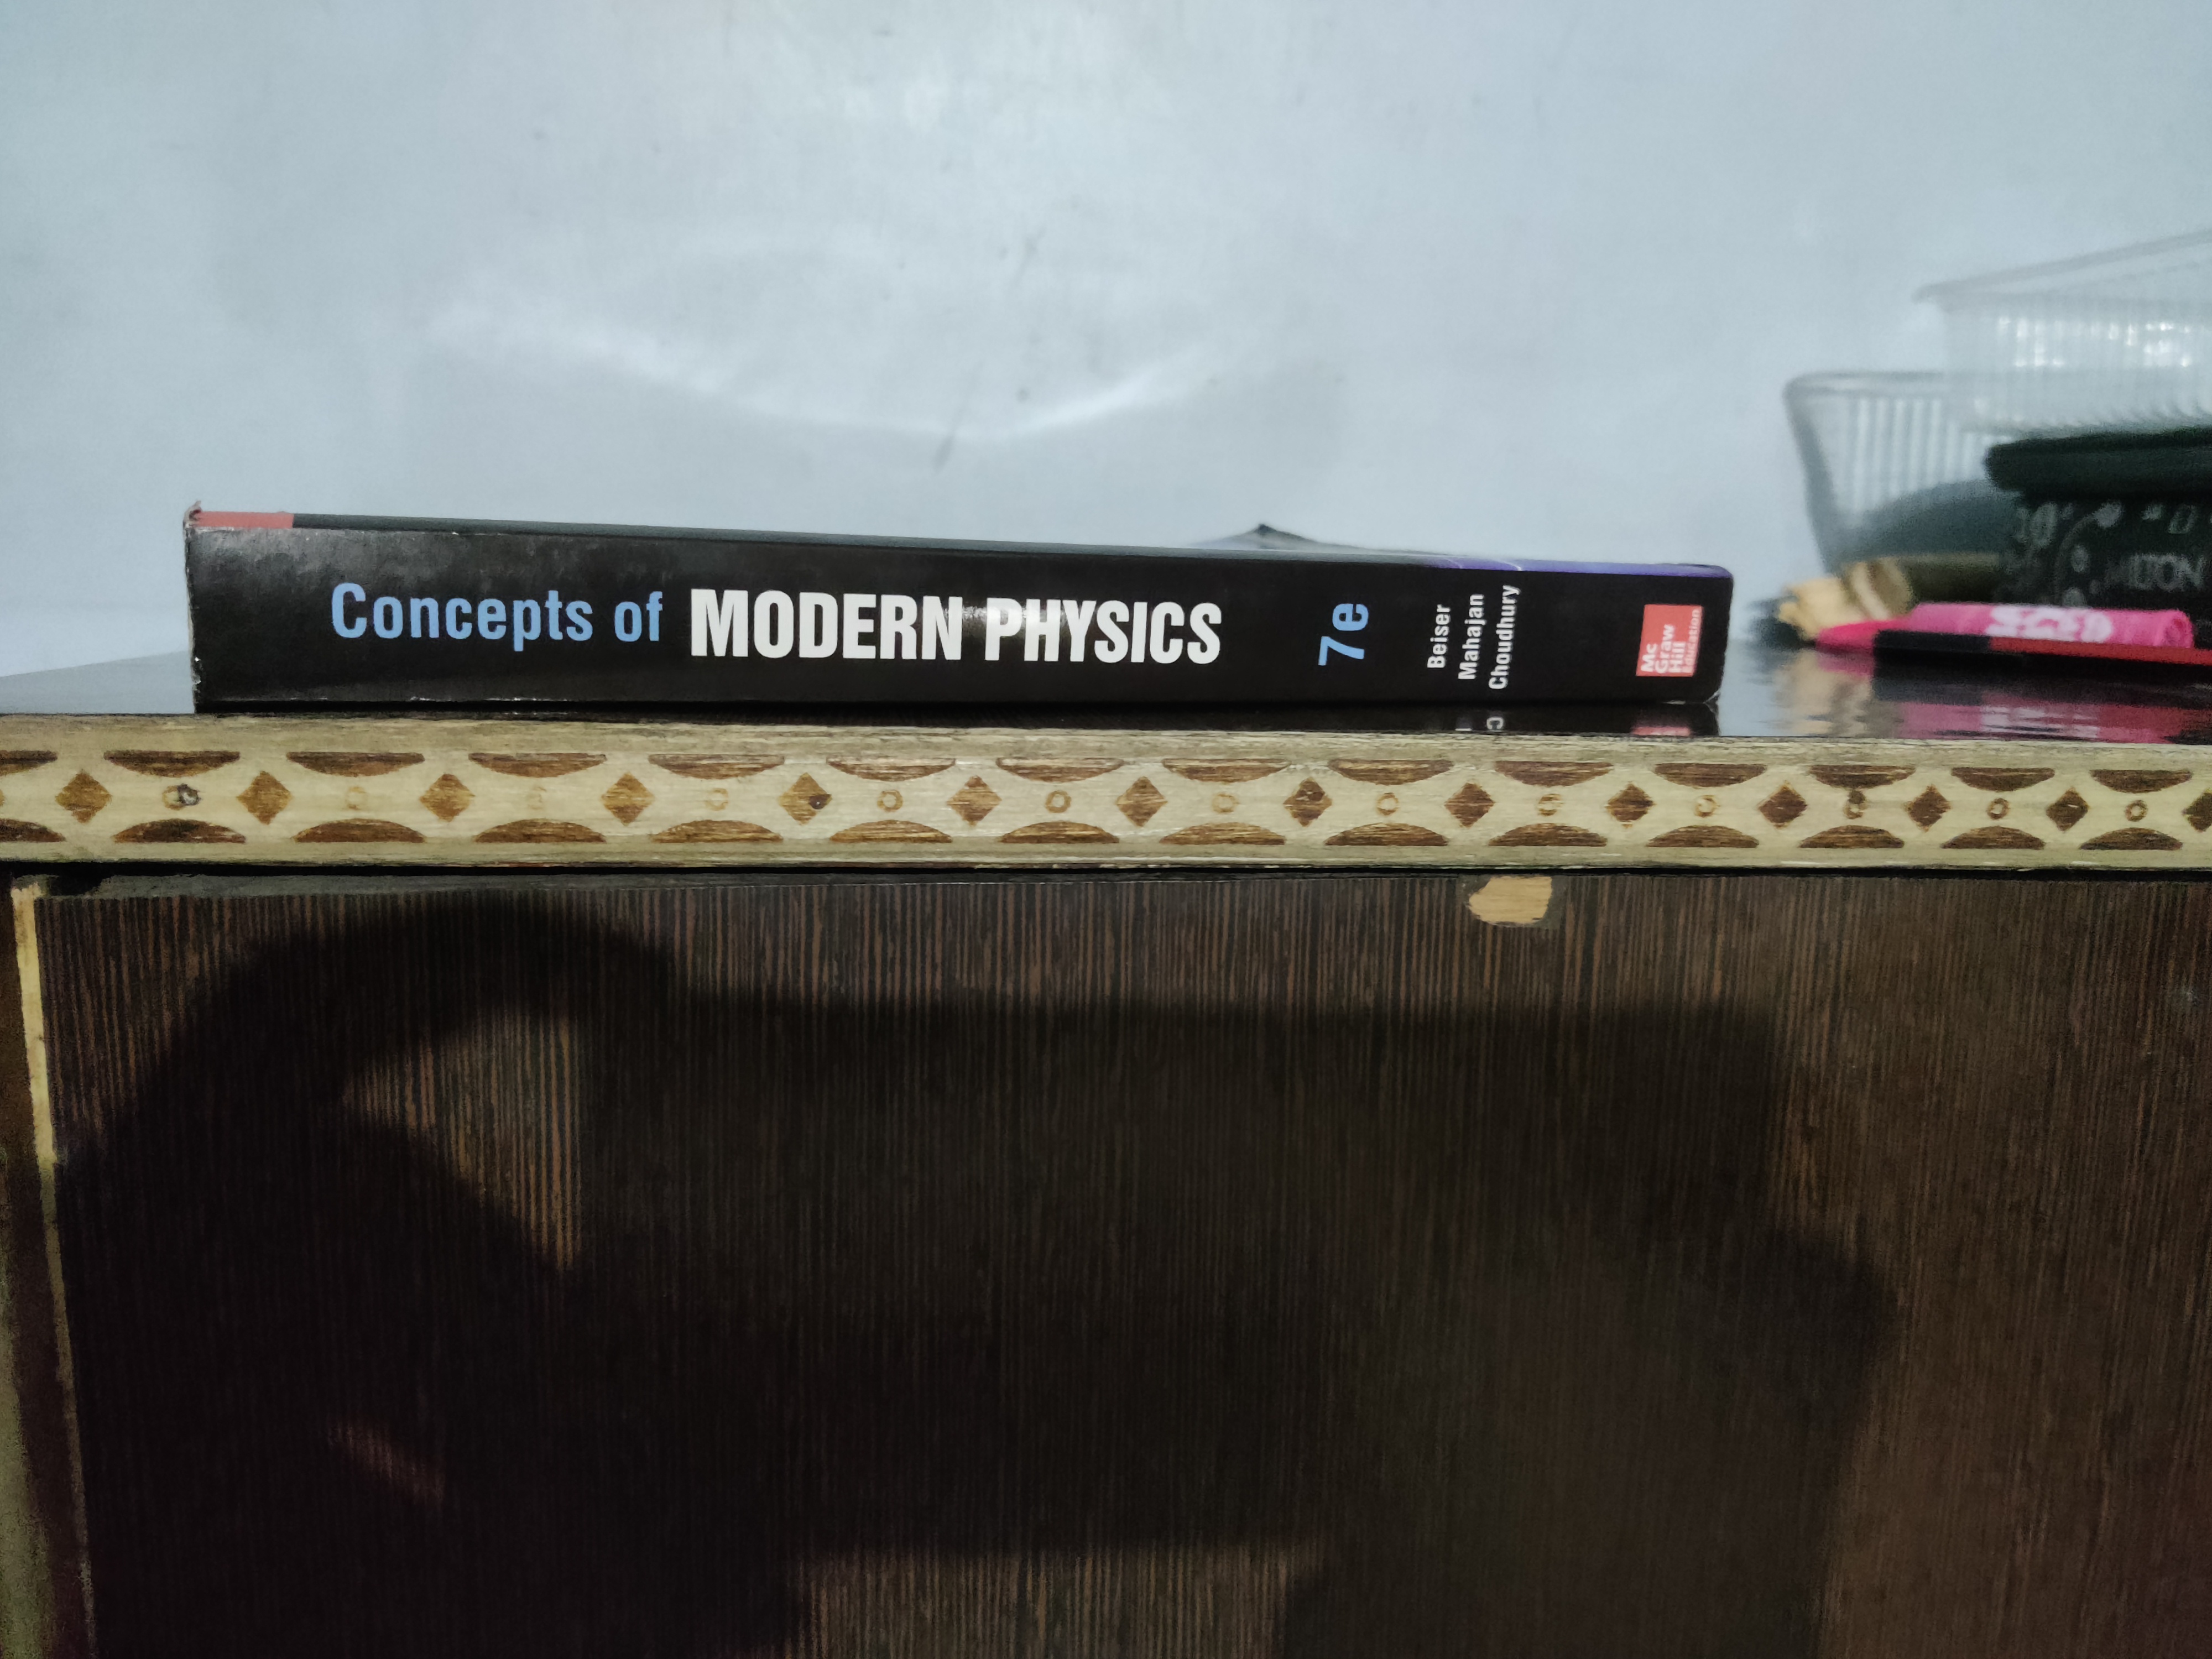 Concepts of MODERN PHYSICS
7e
Beiser
Mahajan
Choudhury
Mc
Graw
Hill
Education